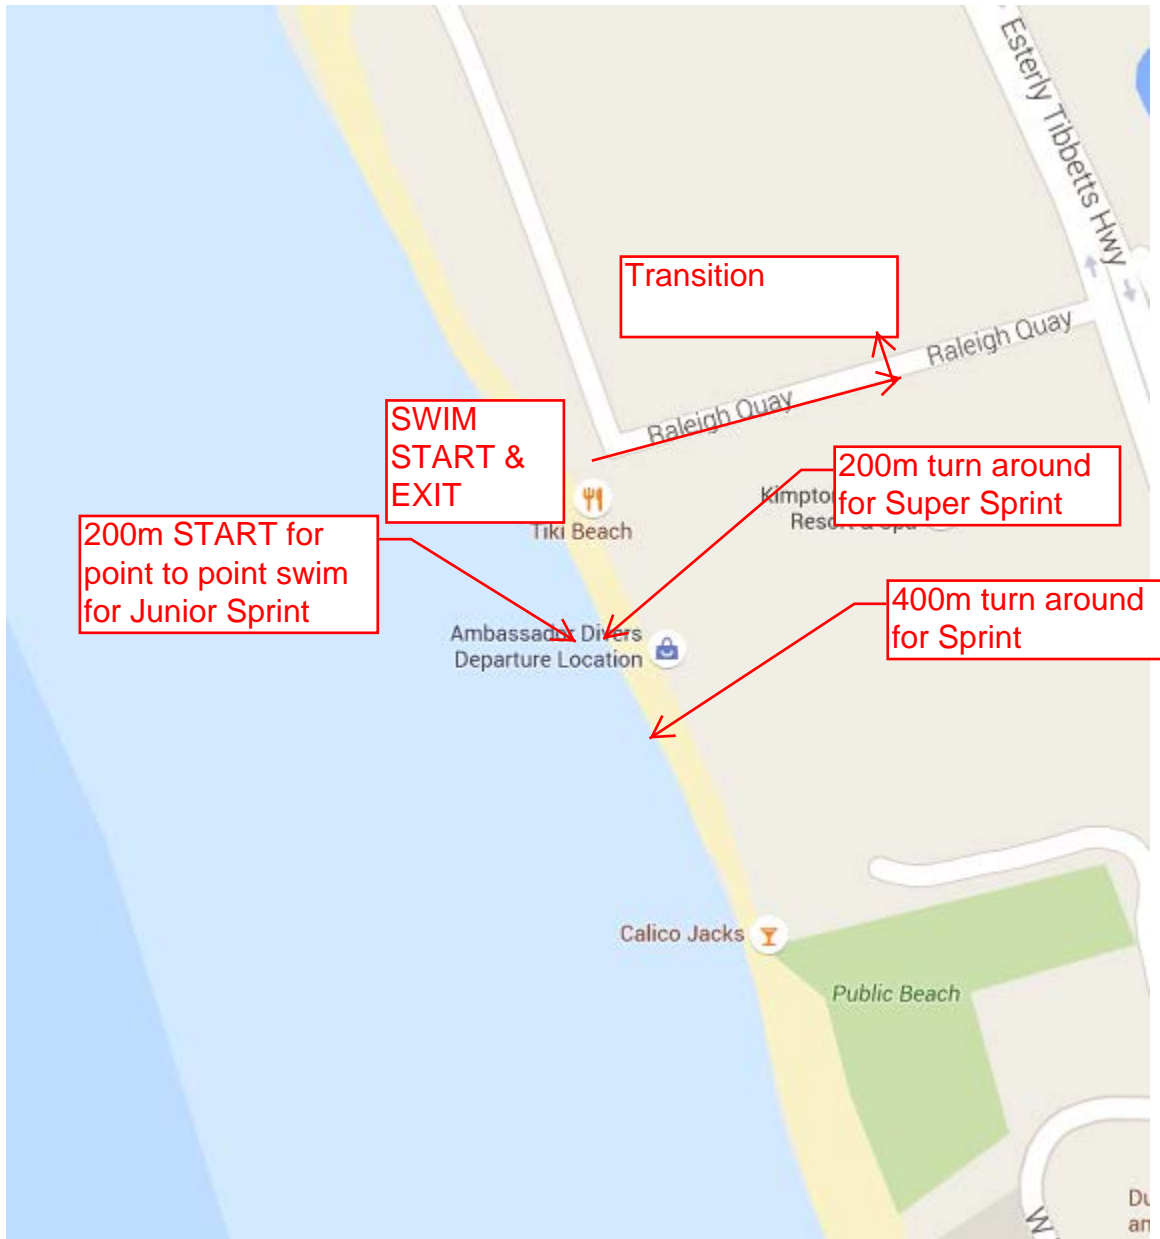 Esterly Tibbetts Hwy
Transition
Raleigh Quay
Raleigh Quay
SWIM
START &
EXIT
200m turn around
for Super Sprint
Tiki Beach
200m START for
point to point swim
for Junior Sprint
400m turn around
for Sprint
Ambassador Divers
Departure Location
Calico Jacks
Public Beach
W